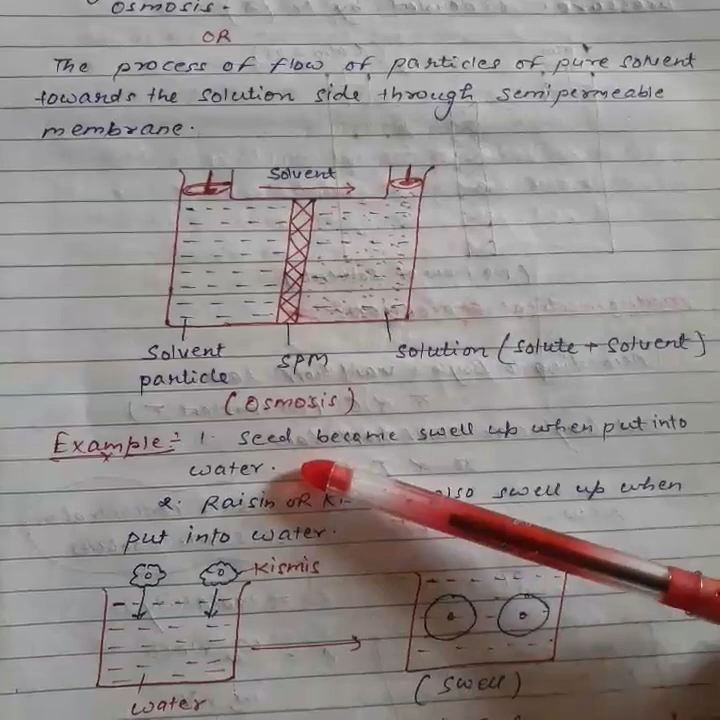 osmosis -
OR
The process of flow of particles of pure solvent
towards the solution side through semipermeable
membrane.
Solvent
Solvent
particle
SPM
Solution (Solute + Solvent)
(Osmosis)
Example:- 1. Seed became swell up when put into
water.
2. Raisin OR also swell up when
put into water.
Kismis
water
(Swell)